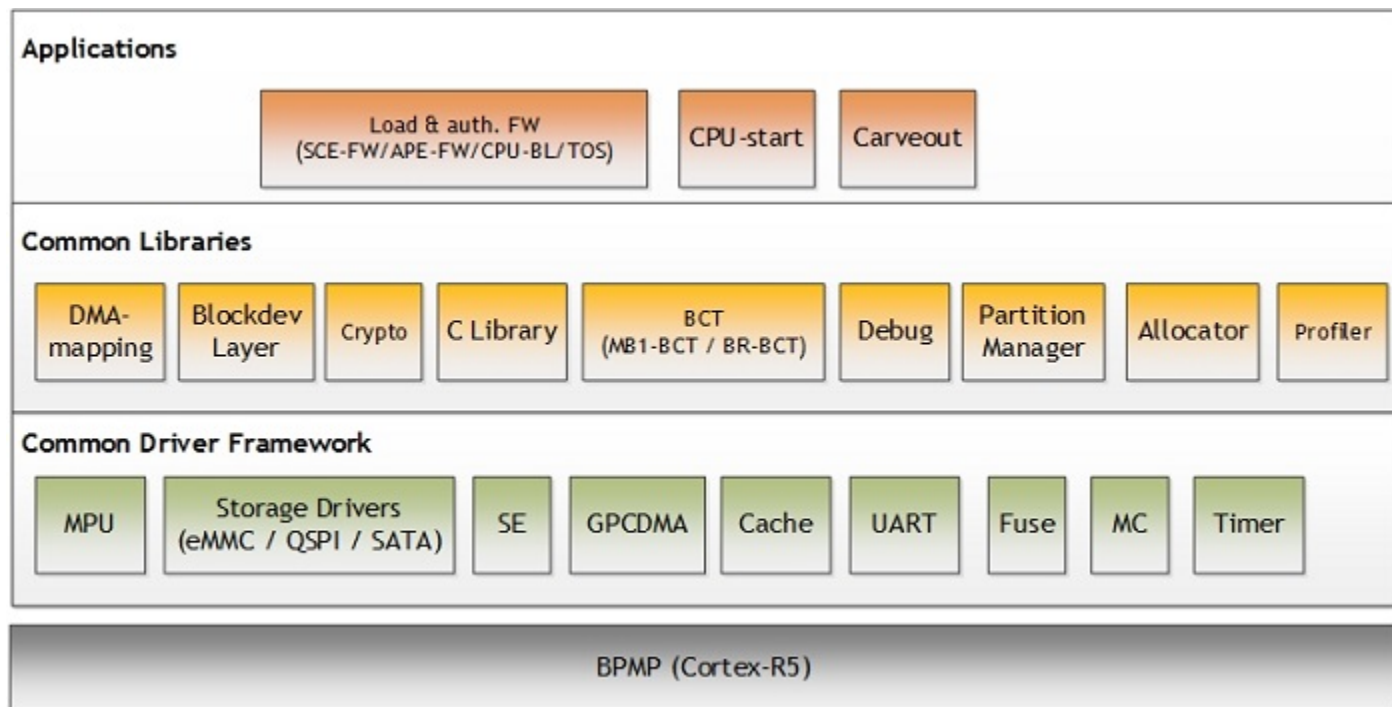 Applications
Load & auth. FW
(SCE-FW/APE-FW/CPU-BL/TOS)
CPU-start
Carveout
Common Libraries
DMA-
mapping
Blockdev
Layer
Crypto
C Library
BCT
(MB1-BCT / BR-BCT)
Debug
Partition
Manager
Allocator
Profiler
Common Driver Framework
MPU
Storage Drivers
(eMMC / QSPI / SATA)
SE
GPCDMA
Cache
UART
Fuse
MC
Timer
BPMP (Cortex-R5)